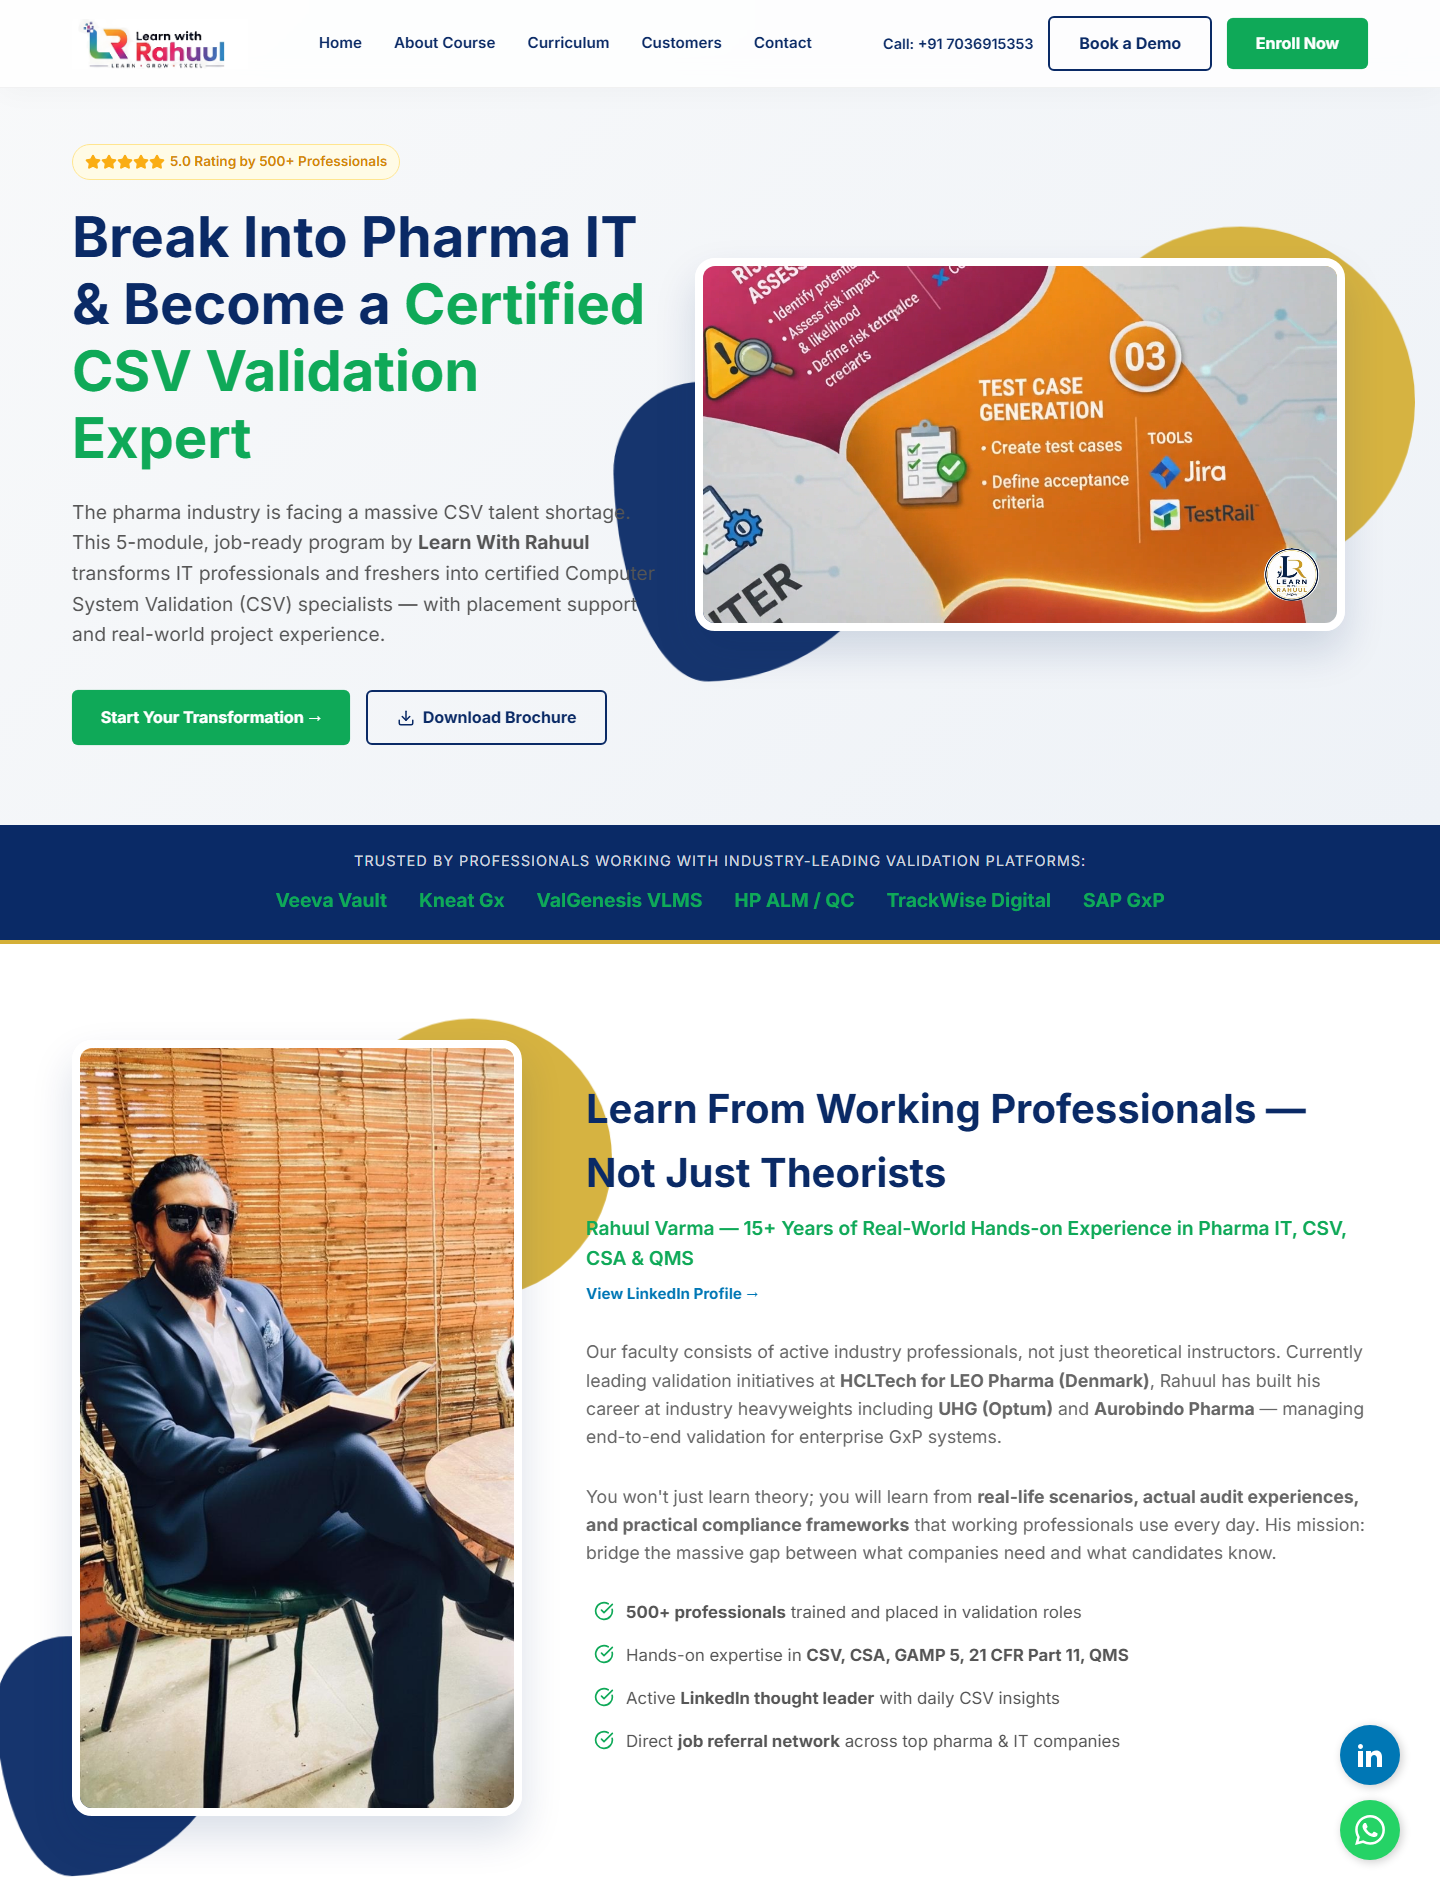 Learn with
Rahuul
LEARN • GROW • EXCEL
Home
About Course
Curriculum
Customers
Contact
Call: +91 7036915353
Book a Demo
Enroll Now
5.0 Rating by 500+ Professionals
Break Into Pharma IT
& Become a Certified
CSV Validation
Expert
The pharma industry is facing a massive CSV talent shortage.
This 5-module, job-ready program by Learn With Rahuul
transforms IT professionals and freshers into certified Computer
System Validation (CSV) specialists — with placement support
and real-world project experience.
Start Your Transformation →
Download Brochure
• Assess risk impact
& likelihood
• Define risk tetrqualce
crecłarts
03
TEST CASE
GENERATION
• Create test cases
• Define acceptance
criteria
TOOLS
Jira
TestRail
LR
LEARN
RAHUUL
TRUSTED BY PROFESSIONALS WORKING WITH INDUSTRY-LEADING VALIDATION PLATFORMS:
Veeva Vault
Kneat Gx
ValGenesis VLMS
HP ALM / QC
TrackWise Digital
SAP GxP
Learn From Working Professionals —
Not Just Theorists
Rahuul Varma — 15+ Years of Real-World Hands-on Experience in Pharma IT, CSV,
CSA & QMS
View LinkedIn Profile →
Our faculty consists of active industry professionals, not just theoretical instructors. Currently
leading validation initiatives at HCLTech for LEO Pharma (Denmark), Rahuul has built his
career at industry heavyweights including UHG (Optum) and Aurobindo Pharma — managing
end-to-end validation for enterprise GxP systems.
You won't just learn theory; you will learn from real-life scenarios, actual audit experiences,
and practical compliance frameworks that working professionals use every day. His mission:
bridge the massive gap between what companies need and what candidates know.
500+ professionals trained and placed in validation roles
Hands-on expertise in CSV, CSA, GAMP 5, 21 CFR Part 11, QMS
Active LinkedIn thought leader with daily CSV insights
Direct job referral network across top pharma & IT companies
in